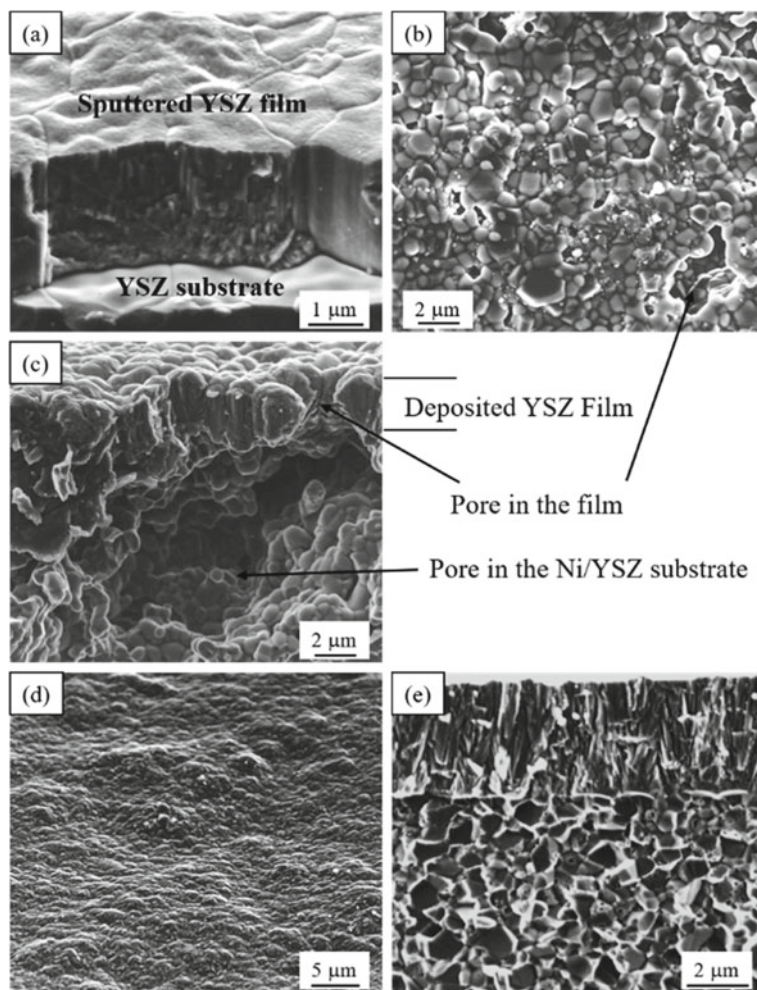 (a)
Sputtered YSZ film
YSZ substrate
1 μm
(b)
2 μm
(c)
2 μm
Deposited YSZ Film
Pore in the film
Pore in the Ni/YSZ substrate
(d)
5 μm
(e)
2 μm